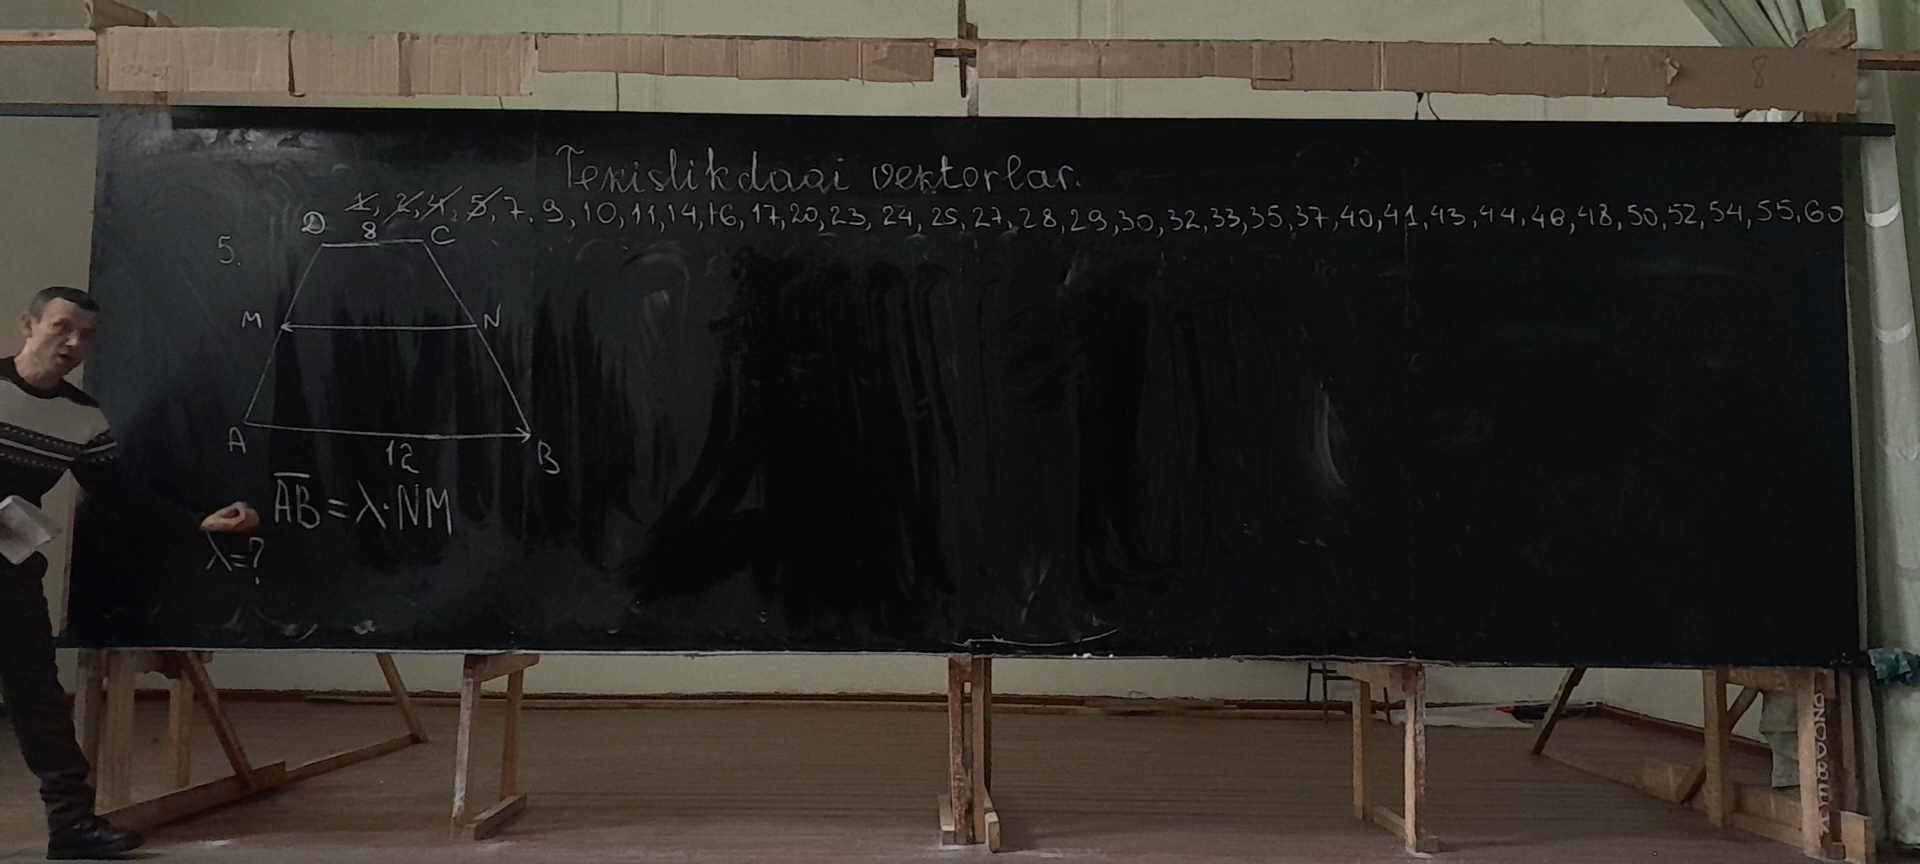 Tekislikdagi vektorlar.
1, 2, 4, 5, 7, 9, 10, 11, 14, 16, 17, 20, 23, 24, 25, 27, 28, 29, 30, 32, 33, 35, 37, 40, 41, 43, 44, 46, 48, 50, 52, 54, 55, 60
5.
D 8 C
M N
A 12 B
A̅B̅ = λ·NM
λ=?
8